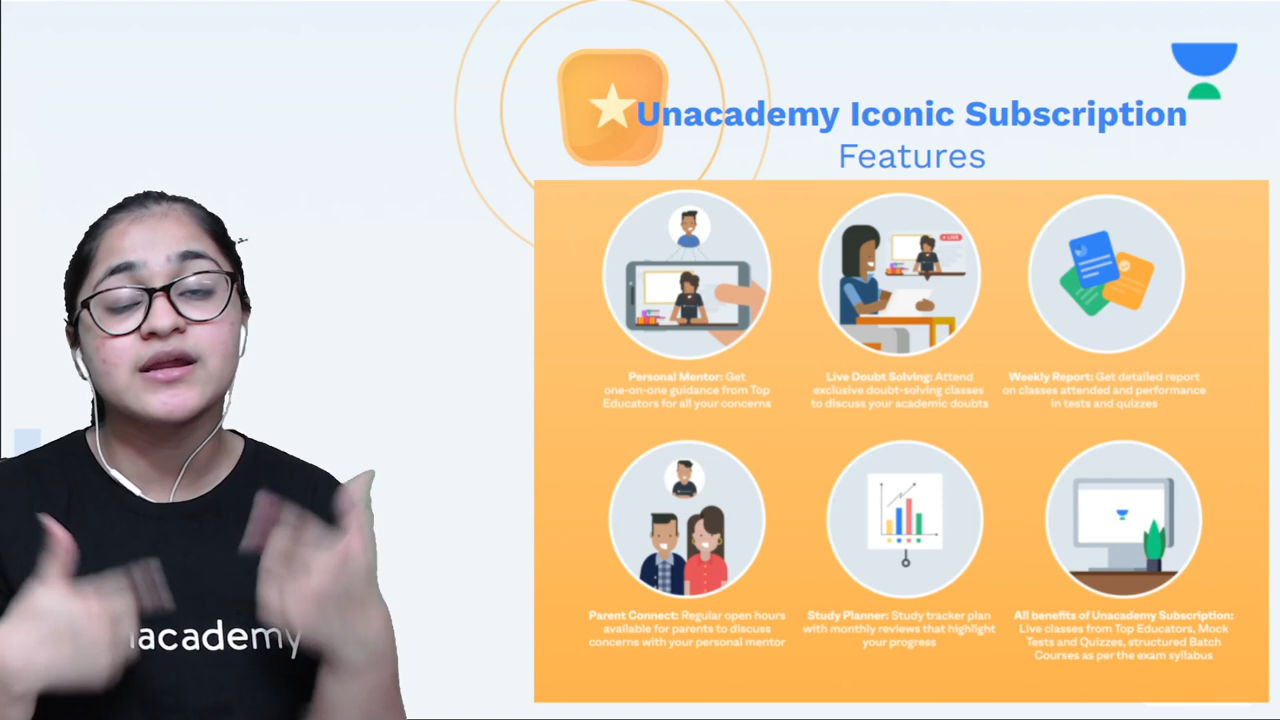 Unacademy Iconic Subscription
Features
LIVE
Personal Mentor: Get
one-on-one guidance from Top
Educators for all your concerns
Live Doubt Solving: Attend
exclusive doubt-solving classes
to discuss your academic doubts
Weekly Report: Get detailed report
on classes attended and performance
in tests and quizzes
Parent Connect: Regular open hours
available for parents to discuss
concerns with your personal mentor
Study Planner: Study tracker plan
with monthly reviews that highlight
your progress
All benefits of Unacademy Subscription:
Live classes from Top Educators, Mock
Tests and Quizzes, structured Batch
Courses as per the exam syllabus
nacademy